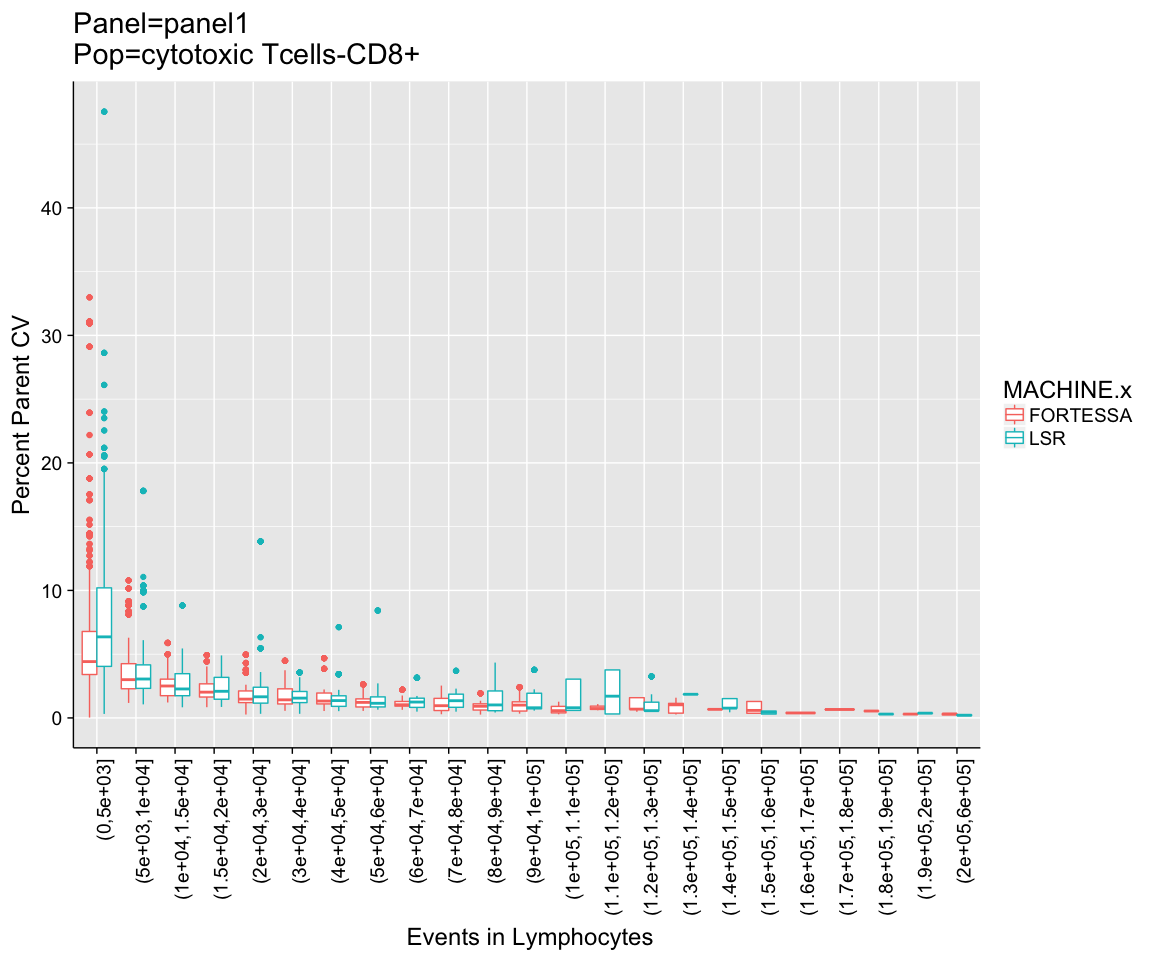 Panel=panel1
Pop=cytotoxic Tcells-CD8+
Percent Parent CV
40
30
20
10
0
(0,5e+03]
(5e+03,1e+04]
(1e+04,1.5e+04]
(1.5e+04,2e+04]
(2e+04,3e+04]
(3e+04,4e+04]
(4e+04,5e+04]
(5e+04,6e+04]
(6e+04,7e+04]
(7e+04,8e+04]
(8e+04,9e+04]
(9e+04,1e+05]
(1e+05,1.1e+05]
(1.1e+05,1.2e+05]
(1.2e+05,1.3e+05]
(1.3e+05,1.4e+05]
(1.4e+05,1.5e+05]
(1.5e+05,1.6e+05]
(1.6e+05,1.7e+05]
(1.7e+05,1.8e+05]
(1.8e+05,1.9e+05]
(1.9e+05,2e+05]
(2e+05,6e+05]
Events in Lymphocytes
MACHINE.x
FORTESSA
LSR